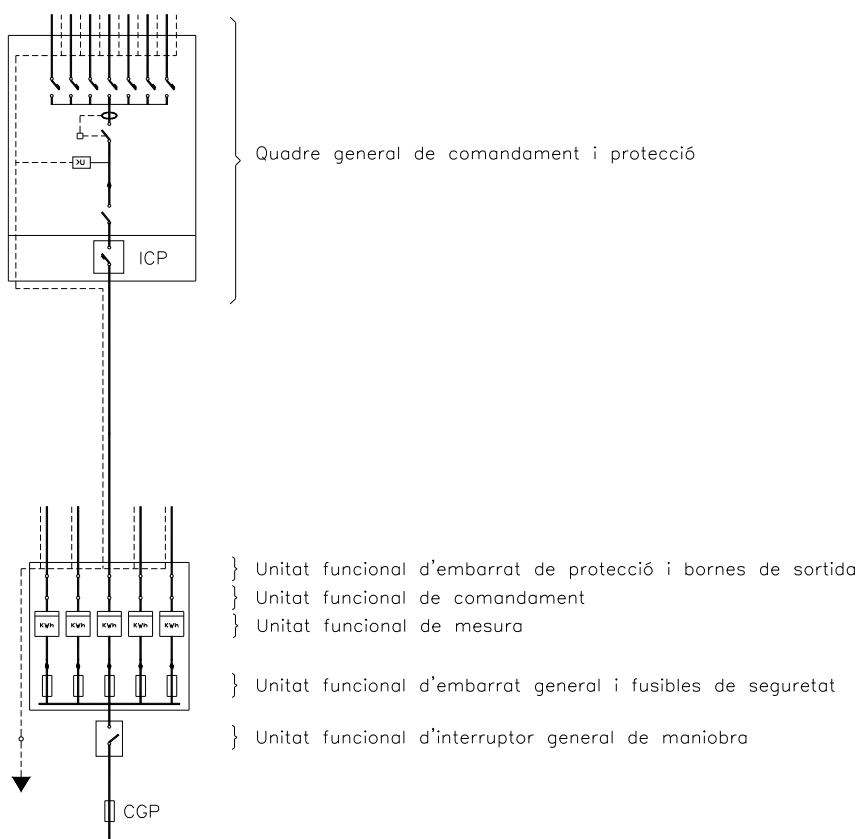 Quadre general de comandament i protecció
ICP
Unitat funcional d'embarrat de protecció i bornes de sortida
Unitat funcional de comandament
KWh KWh KWh KWh KWh
Unitat funcional de mesura
Unitat funcional d'embarrat general i fusibles de seguretat
Unitat funcional d'interruptor general de maniobra
CGP